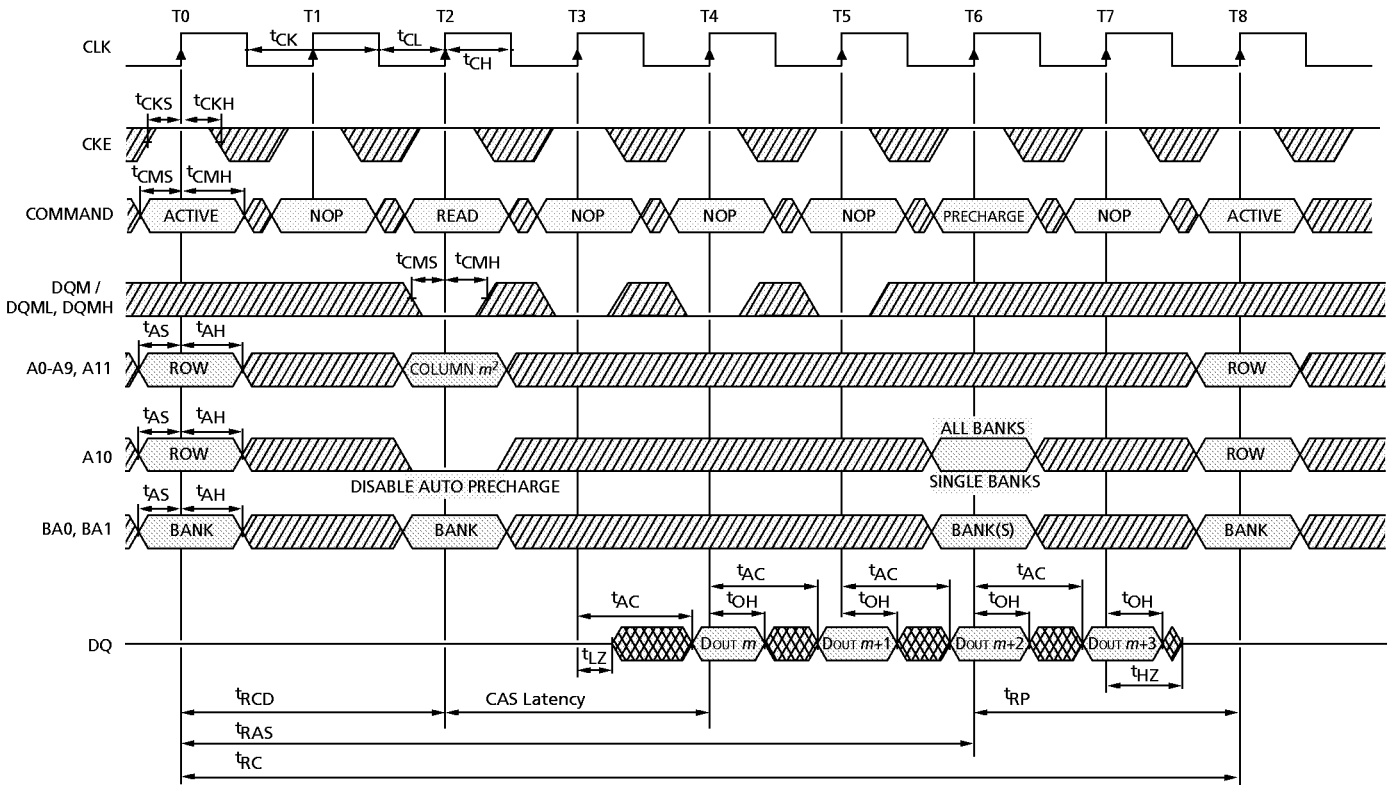 T0 T1 T2 T3 T4 T5 T6 T7 T8
CLK
tCK tCL
tCH
tCKS tCKH
CKE
tCMS tCMH
COMMAND ACTIVE NOP READ NOP NOP NOP PRECHARGE NOP ACTIVE
tCMS tCMH
DQM /
DQML, DQMH
tAS tAH
A0-A9, A11 ROW COLUMN m2 ROW
tAS tAH
ALL BANKS
A10 ROW ROW
DISABLE AUTO PRECHARGE SINGLE BANKS
tAS tAH
BA0, BA1 BANK BANK BANK(S) BANK
tAC tAC tAC
tAC tOH tOH tOH tOH
DQ DOUT m DOUT m+1 DOUT m+2 DOUT m+3
tLZ tHZ
tRCD CAS Latency tRP
tRAS
tRC